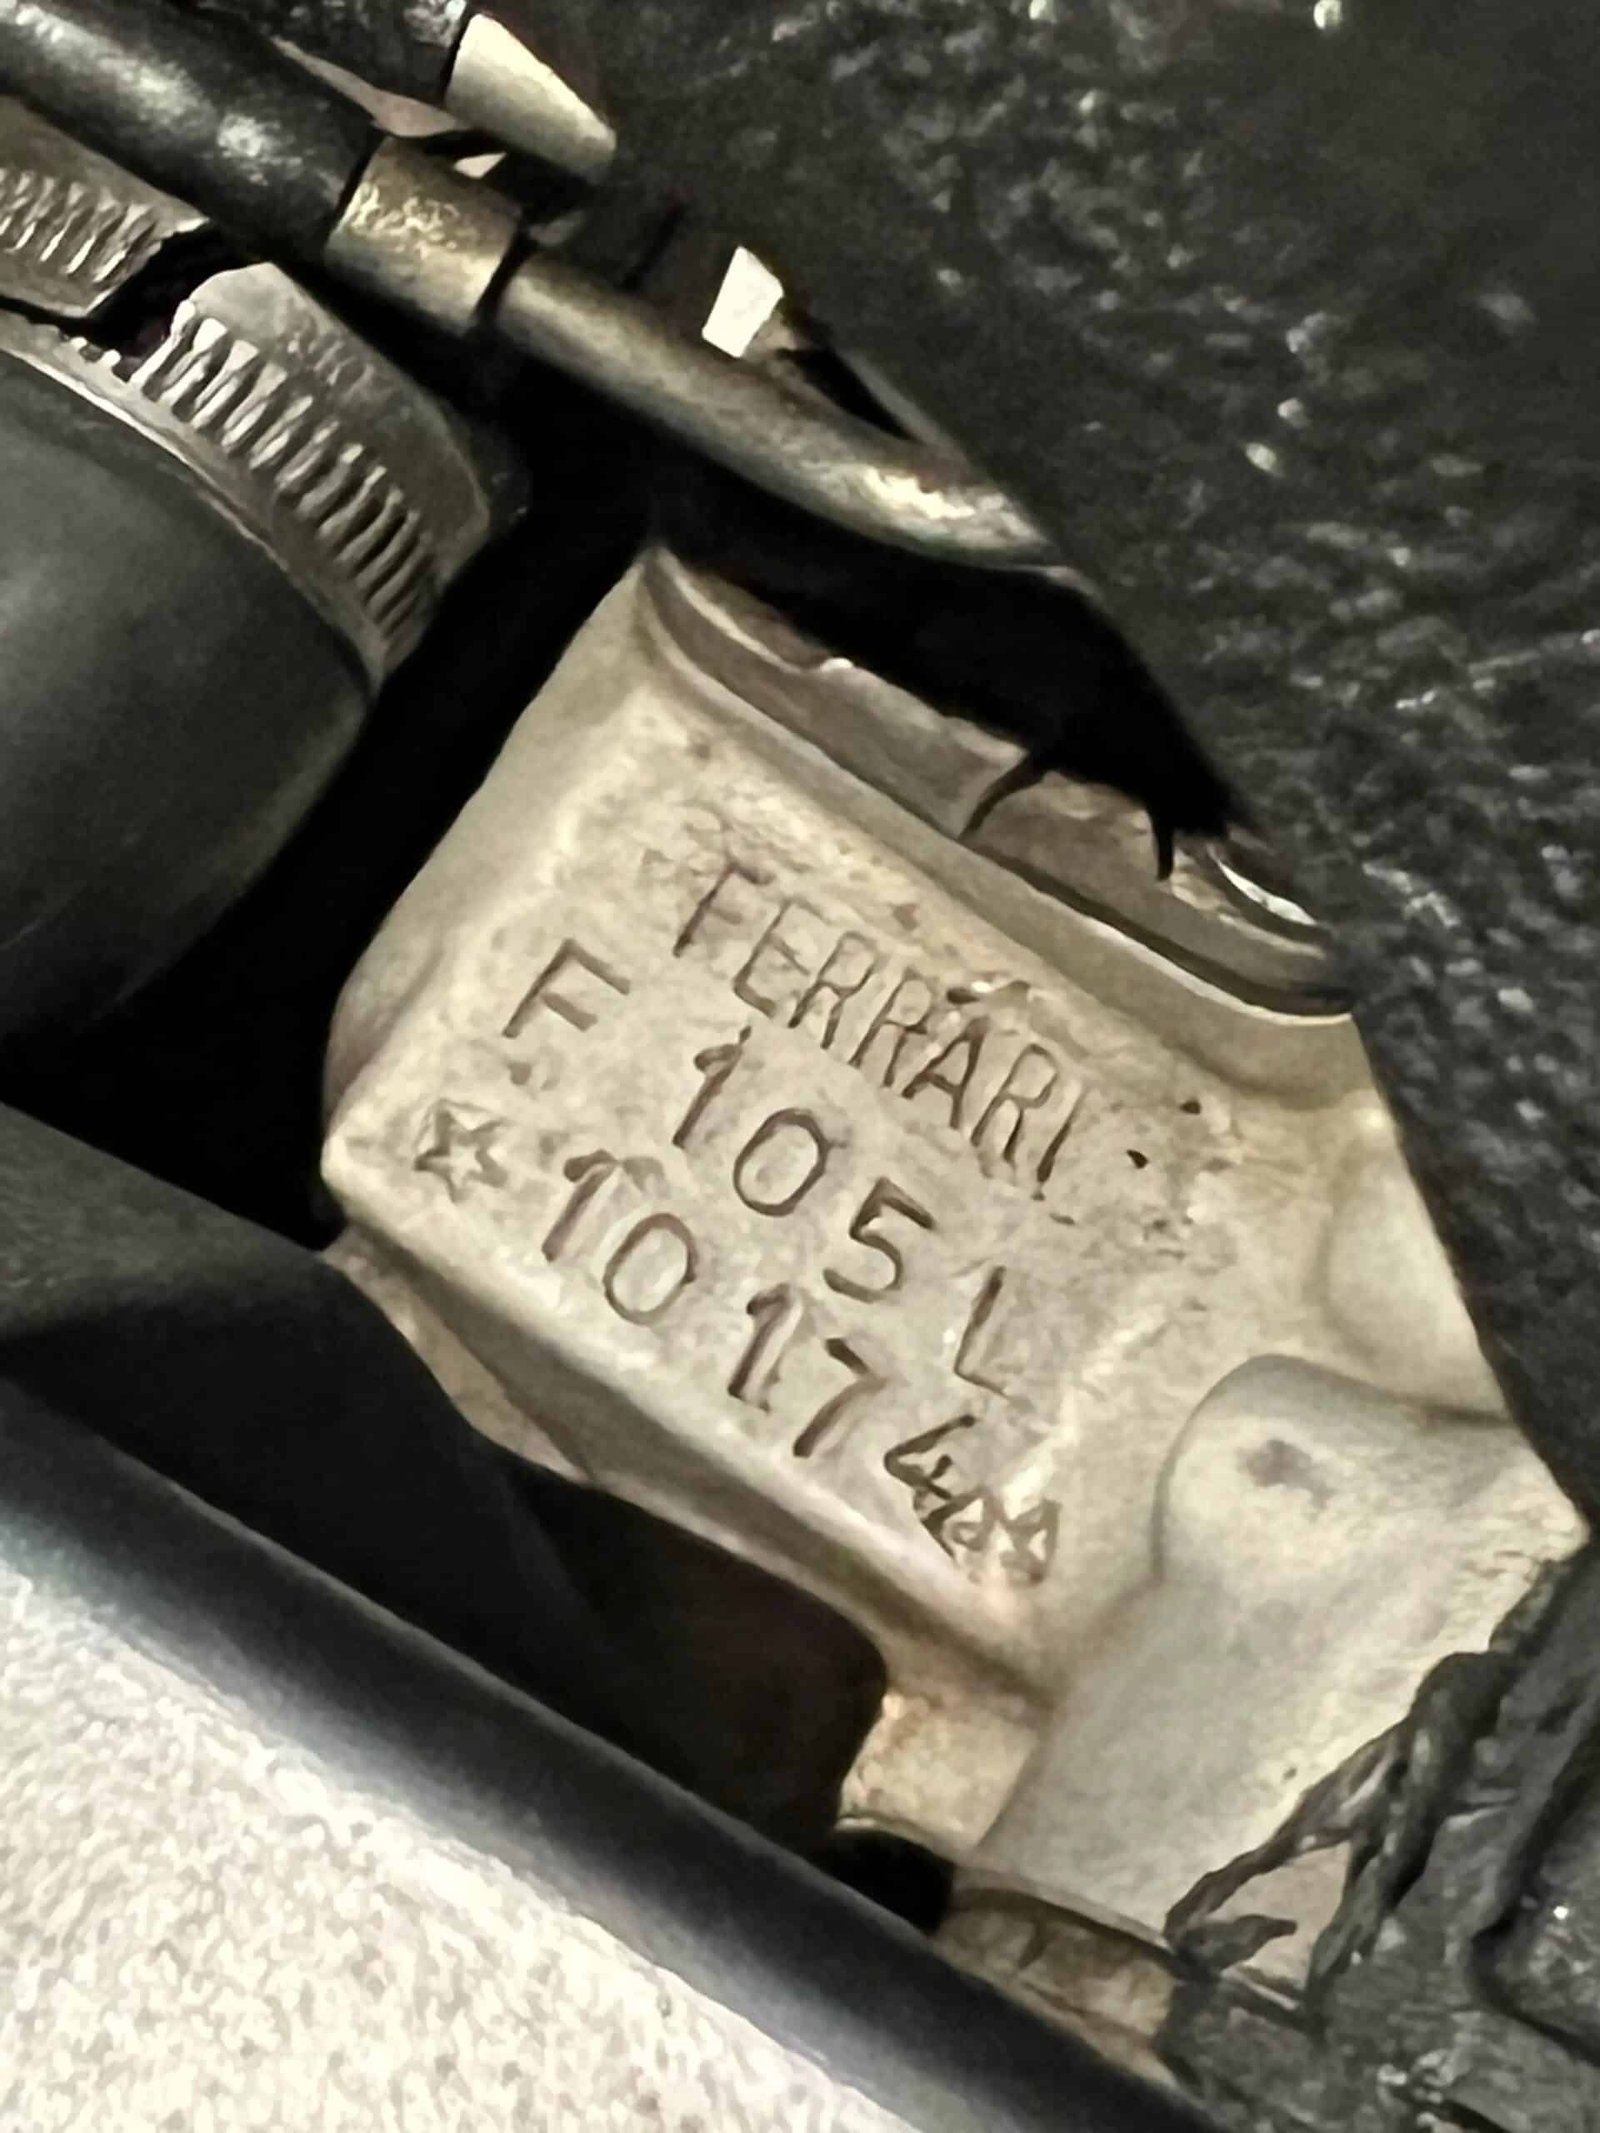 FERRARI
F 105 L
☆ 10174 ☆